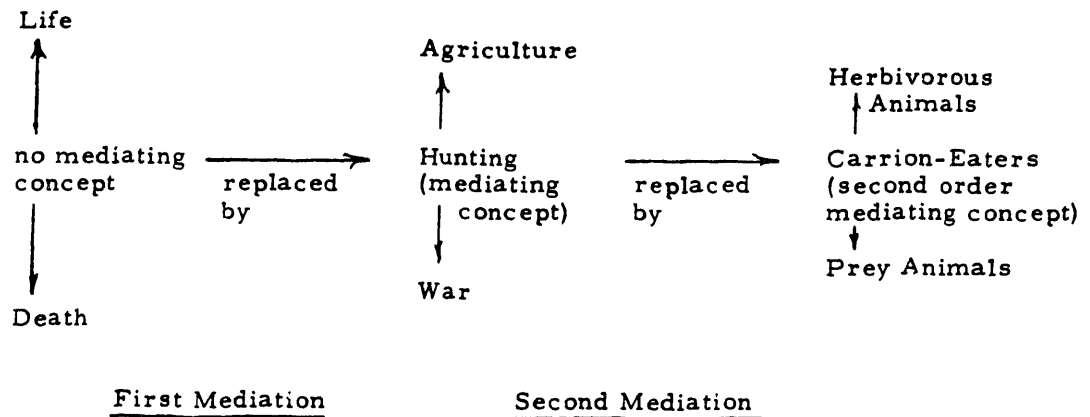 Life
no mediating
concept
Death
replaced
by
Agriculture
Hunting
(mediating
concept)
War
replaced
by
Herbivorous
Animals
Carrion-Eaters
(second order
mediating concept)
Prey Animals
First Mediation
Second Mediation